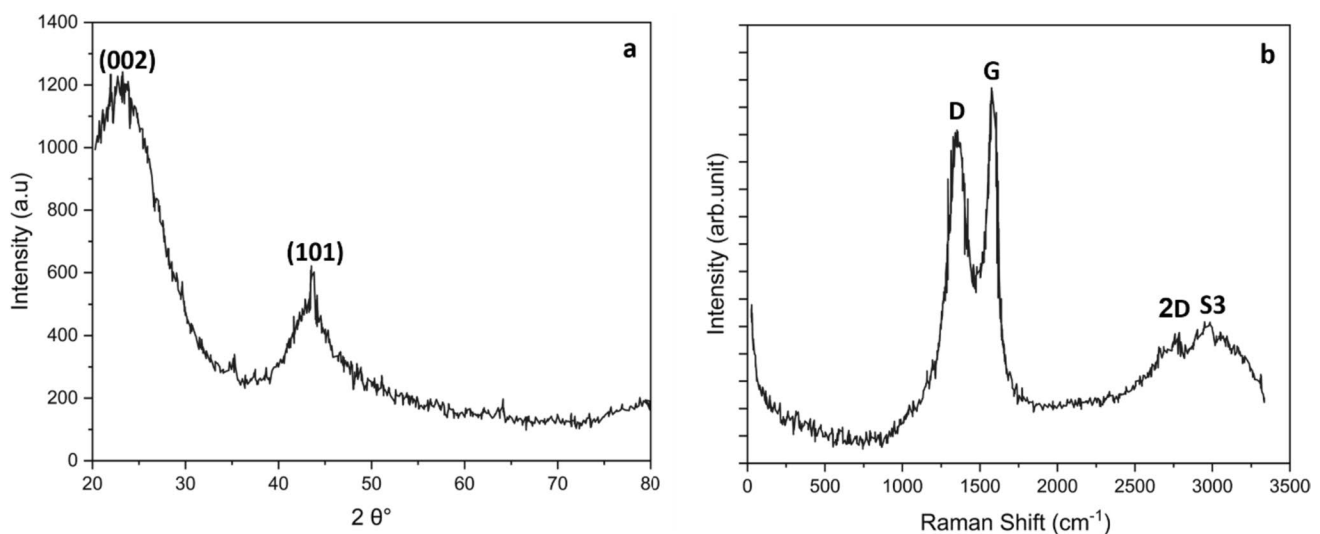 a
(002)
(101)
1400
1200
1000
800
600
400
200
0
20 30 40 50 60 70 80
Intensity (a.u)
2 θ°
b
D
G
2D S3
0 500 1000 1500 2000 2500 3000 3500
Intensity (arb.unit)
Raman Shift (cm⁻¹)